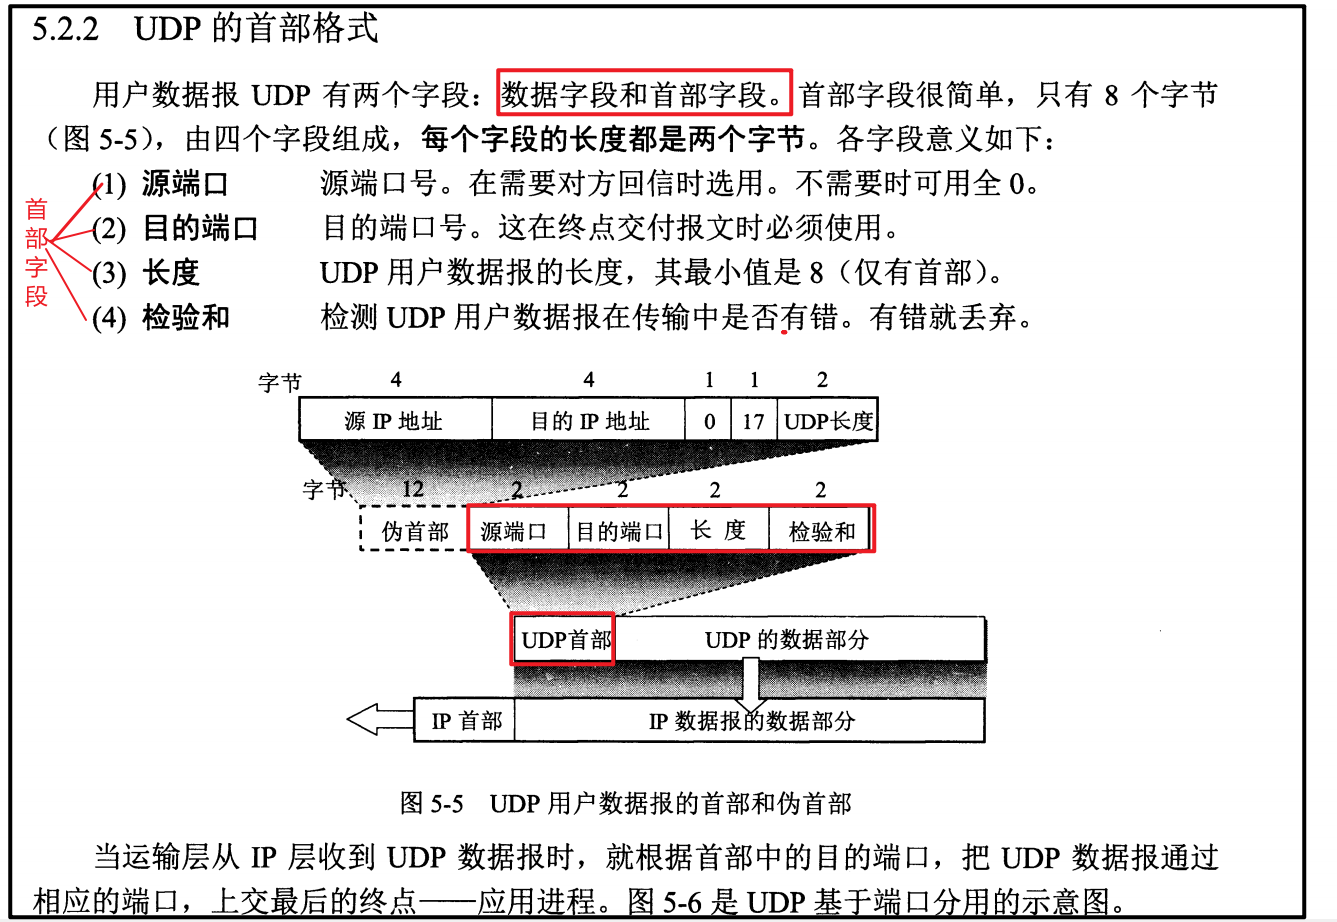 5.2.2 UDP 的首部格式
用户数据报 UDP 有两个字段：数据字段和首部字段。首部字段很简单，只有 8 个字节
（图 5-5），由四个字段组成，每个字段的长度都是两个字节。各字段意义如下：
(1) 源端口 源端口号。在需要对方回信时选用。不需要时可用全 0。
(2) 目的端口 目的端口号。这在终点交付报文时必须使用。
(3) 长度 UDP 用户数据报的长度，其最小值是 8（仅有首部）。
(4) 检验和 检测 UDP 用户数据报在传输中是否有错。有错就丢弃。
首部字段
字节 4 4 1 1 2
源 IP 地址 目的 IP 地址 0 17 UDP长度
字节 12 2 2 2 2
伪首部 源端口 目的端口 长 度 检验和
UDP首部 UDP 的数据部分
IP 首部 IP 数据报的数据部分
图 5-5 UDP 用户数据报的首部和伪首部
当运输层从 IP 层收到 UDP 数据报时，就根据首部中的目的端口，把 UDP 数据报通过
相应的端口，上交最后的终点——应用进程。图 5-6 是 UDP 基于端口分用的示意图。